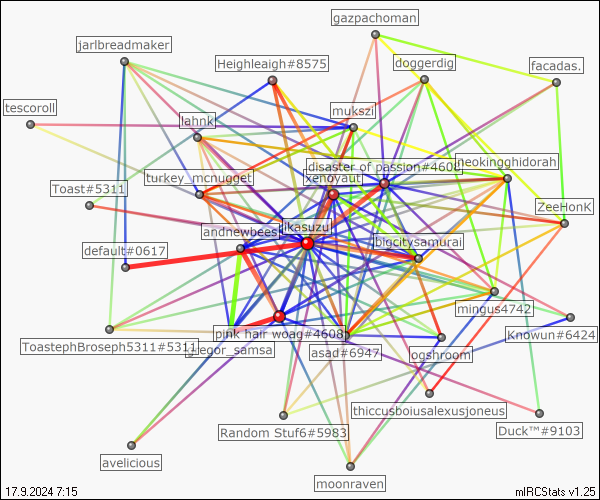 gazpachoman
jarlbreadmaker
Heighleaigh#8575
doggerdig
facadas.
tescoroll
mukszi
lahnk
disaster of passion#4608
neokingghidorah
turkey_mcnugget
xenoyaut
Toast#5311
ZeeHonK
andnewbees
ikasuzu
bigcitysamurai
default#0617
mingus4742
pink hair woag#4608
Knowun#6424
ToastephBroseph5311#5311
gregor_samsa
asad#6947
ogshroom
thiccusboiusalexusjoneus
Random Stuf6#5983
Duck™#9103
avelicious
moonraven
17.9.2024 7:15
mIRCStats v1.25